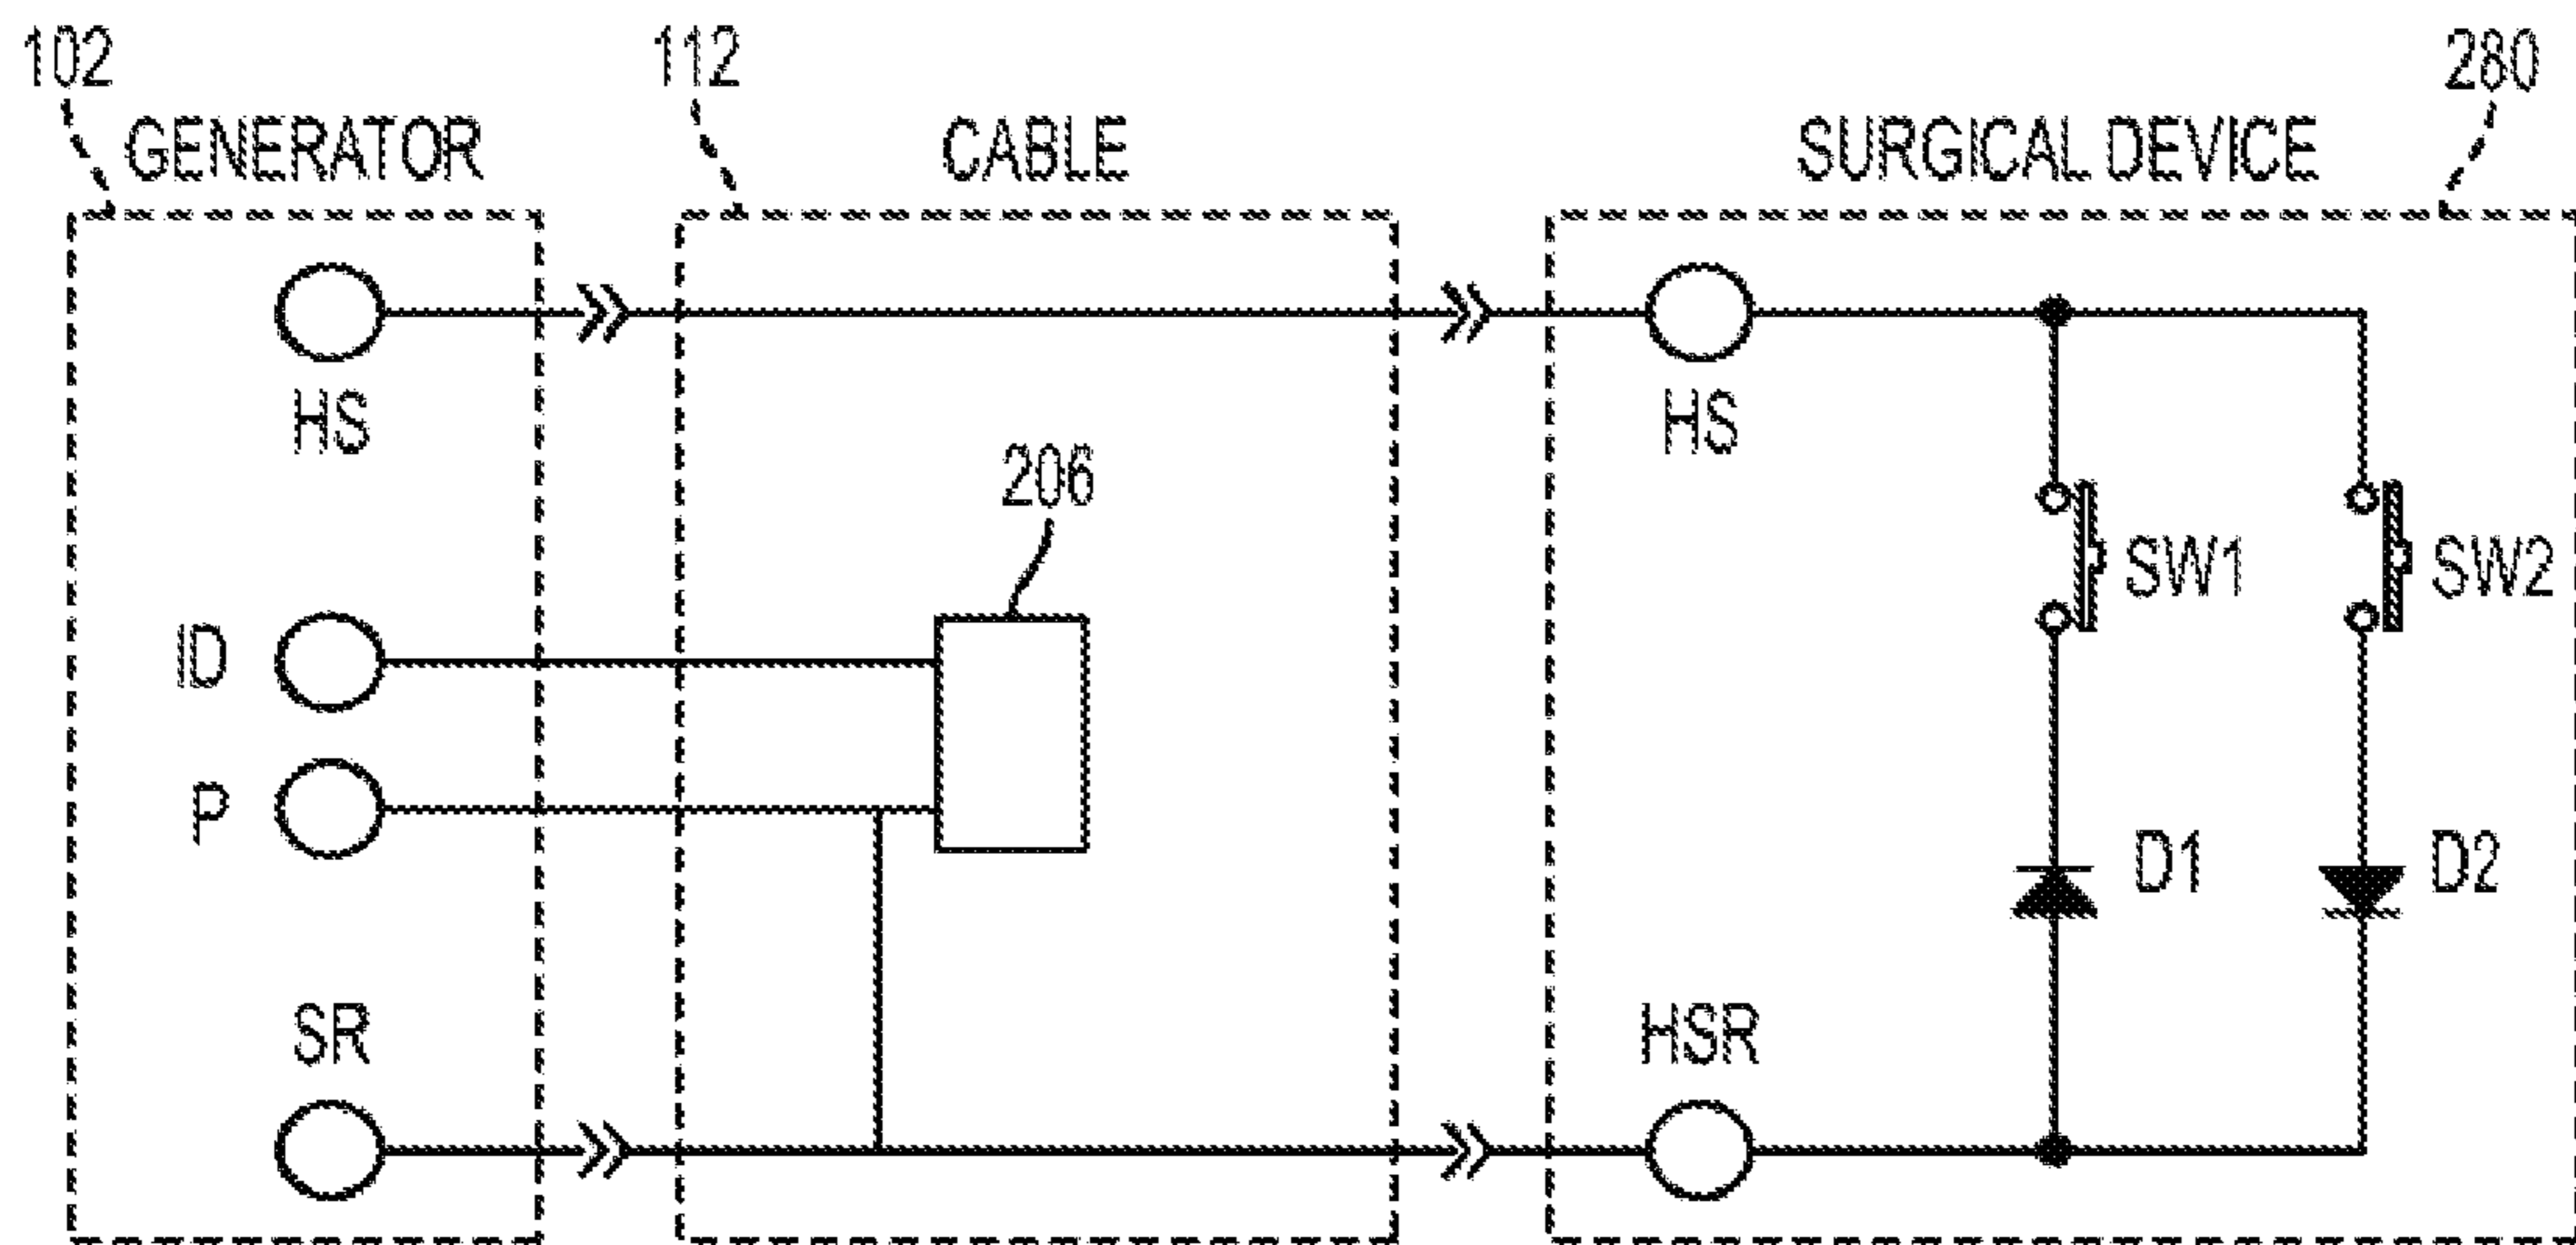 102
112
280
GENERATOR
CABLE
SURGICAL DEVICE
HS
HS
206
SW1
SW2
ID
P
D1
D2
SR
HSR